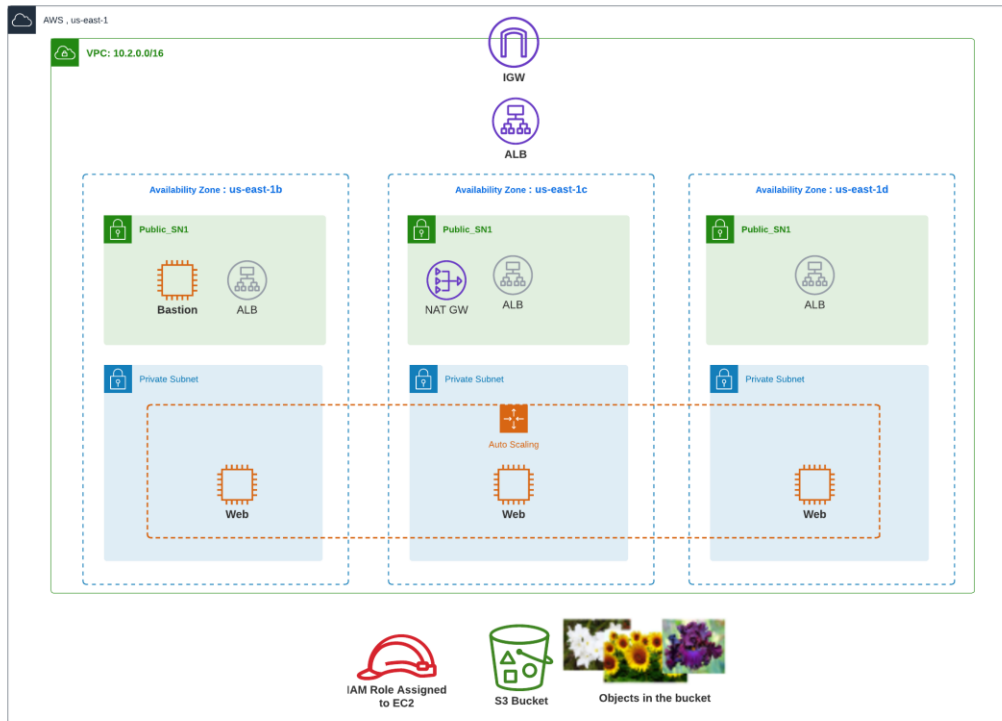 AWS , us-east-1
VPC: 10.2.0.0/16
IGW
ALB
Availability Zone : us-east-1b
Availability Zone : us-east-1c
Availability Zone : us-east-1d
Public_SN1
Public_SN1
Public_SN1
Bastion
ALB
NAT GW
ALB
ALB
Private Subnet
Private Subnet
Private Subnet
Auto Scaling
Web
Web
Web
IAM Role Assigned
to EC2
S3 Bucket
Objects in the bucket